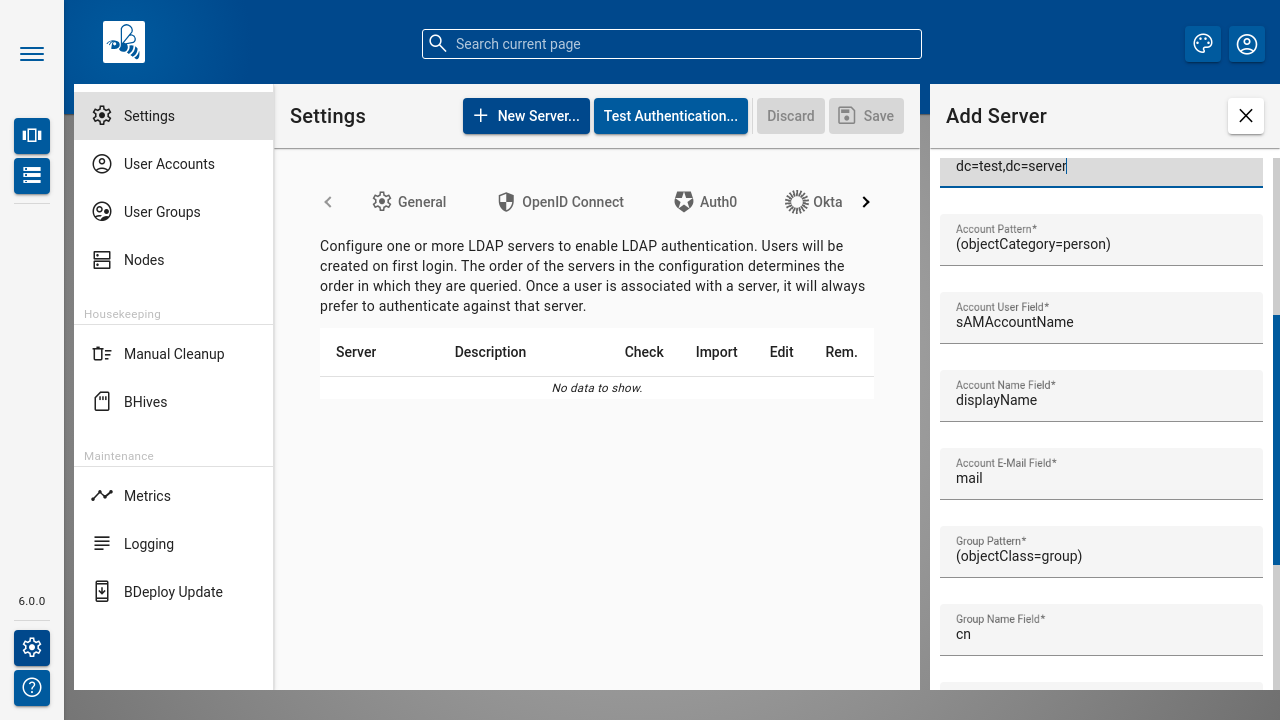 Search current page
Settings
User Accounts
User Groups
Nodes
Housekeeping
Manual Cleanup
BHives
Maintenance
Metrics
Logging
BDeploy Update
6.0.0
Settings
New Server...
Test Authentication...
Discard
Save
General
OpenID Connect
Auth0
Okta
Configure one or more LDAP servers to enable LDAP authentication. Users will be
created on first login. The order of the servers in the configuration determines the
order in which they are queried. Once a user is associated with a server, it will always
prefer to authenticate against that server.
Server Description Check Import Edit Rem.
No data to show.
Add Server
dc=test,dc=server
Account Pattern*
(objectCategory=person)
Account User Field*
sAMAccountName
Account Name Field*
displayName
Account E-Mail Field*
mail
Group Pattern*
(objectClass=group)
Group Name Field*
cn